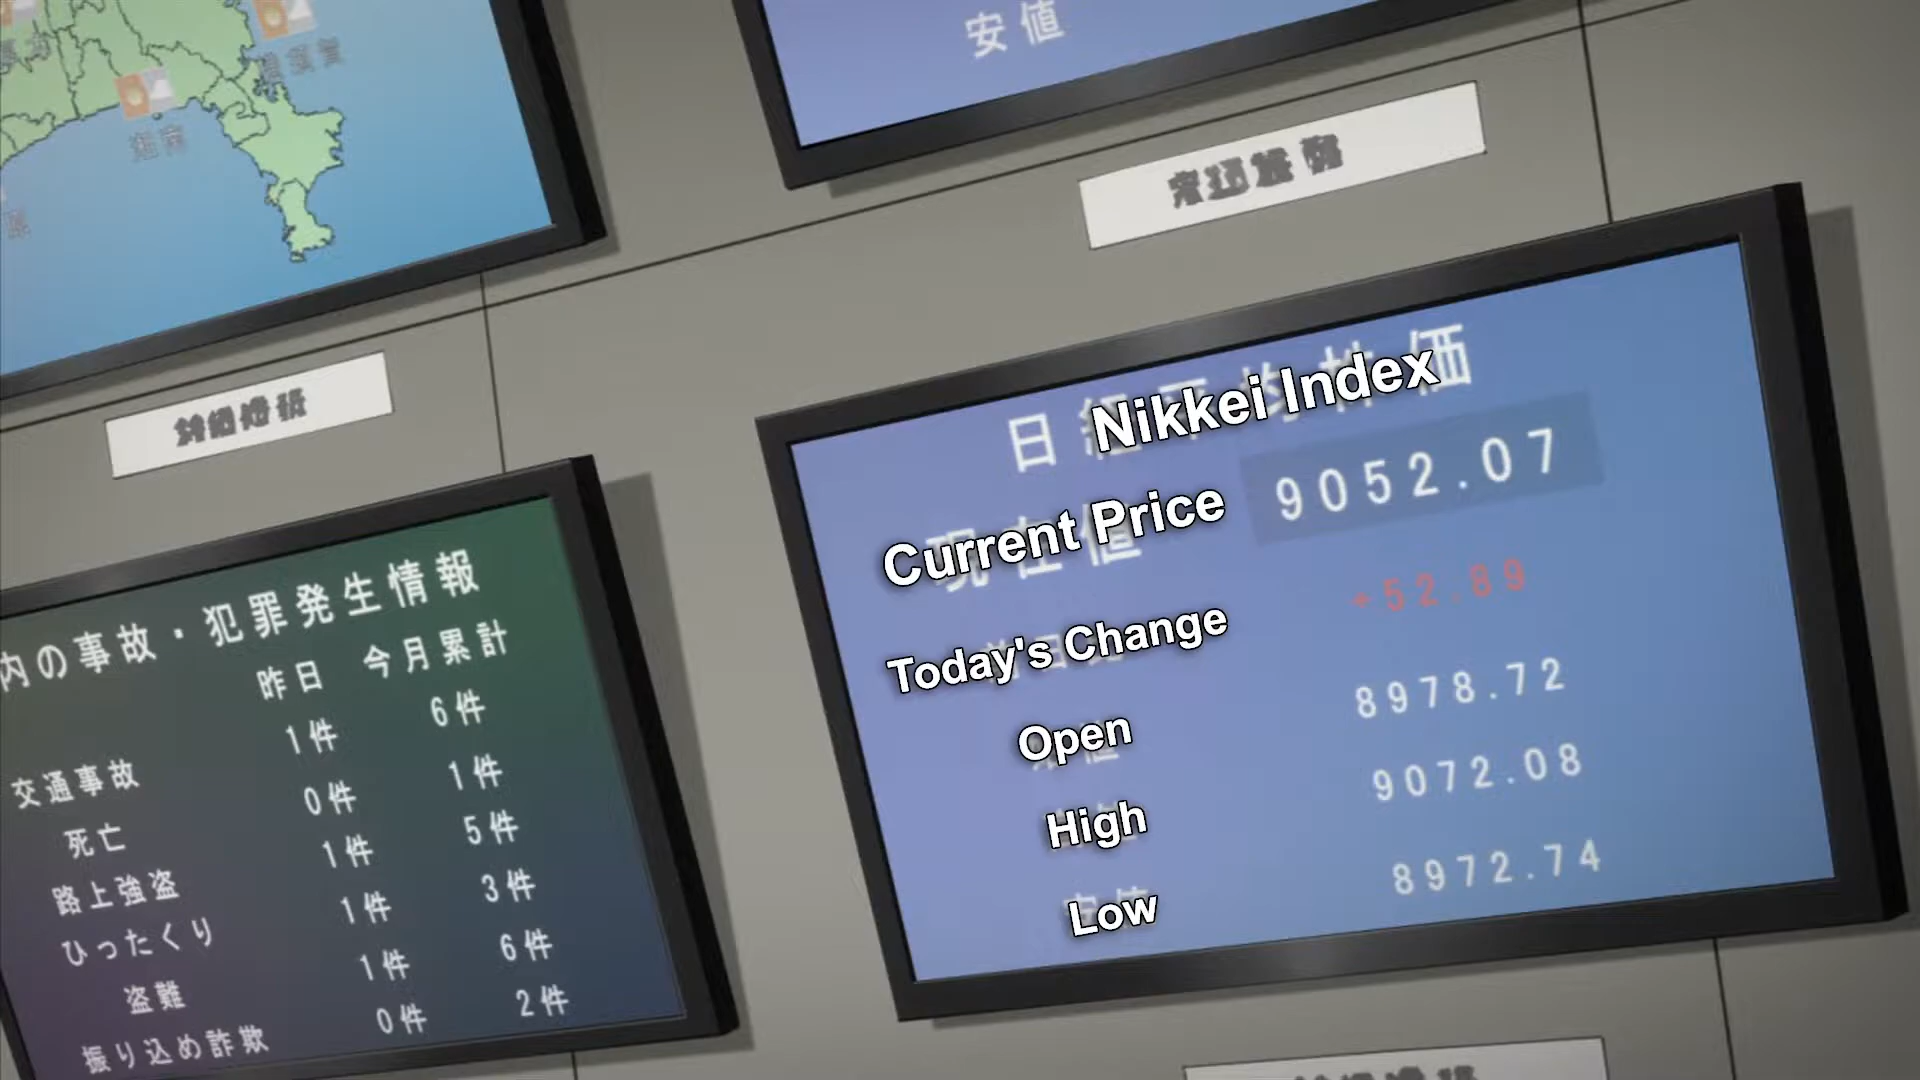 安値
日経平均株価
Nikkei Index
Current Price 9052.07
Today's Change +52.89
Open 8978.72
High 9072.08
Low 8972.74
内の事故・犯罪発生情報
昨日 今月累計
交通事故 1件 6件
死亡 0件 1件
路上強盗 1件 5件
ひったくり 1件 3件
盗難 1件 6件
振り込め詐欺 0件 2件